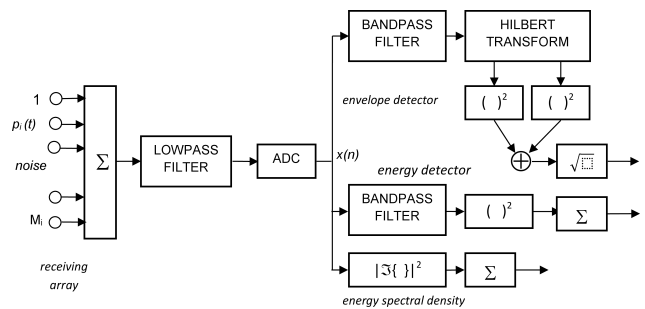 BANDPASS
FILTER
HILBERT
TRANSFORM
envelope detector
( )²
( )²
1
pᵢ(t)
noise
Mᵢ
Σ
LOWPASS
FILTER
ADC
x(n)
√
energy detector
BANDPASS
FILTER
( )²
Σ
receiving
array
|ℑ{ }|²
Σ
energy spectral density